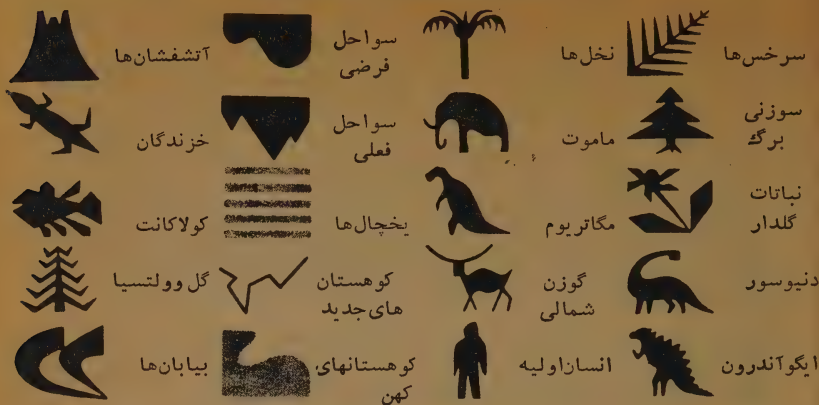 سرخس‌ها
نخل‌ها
سواحل
فرضی
آتشفشان‌ها
سوزنی
برگ
ماموت
سواحل
فعلی
خزندگان
نباتات
گلدار
مگاتریوم
یخچال‌ها
کولاکانت
دنیوسور
گوزن
شمالی
کوهستان
های‌جدید
گل وولتسیا
ایگوآندرون
انسان‌اولیه
کوهستانهای
کهن
بیابان‌ها